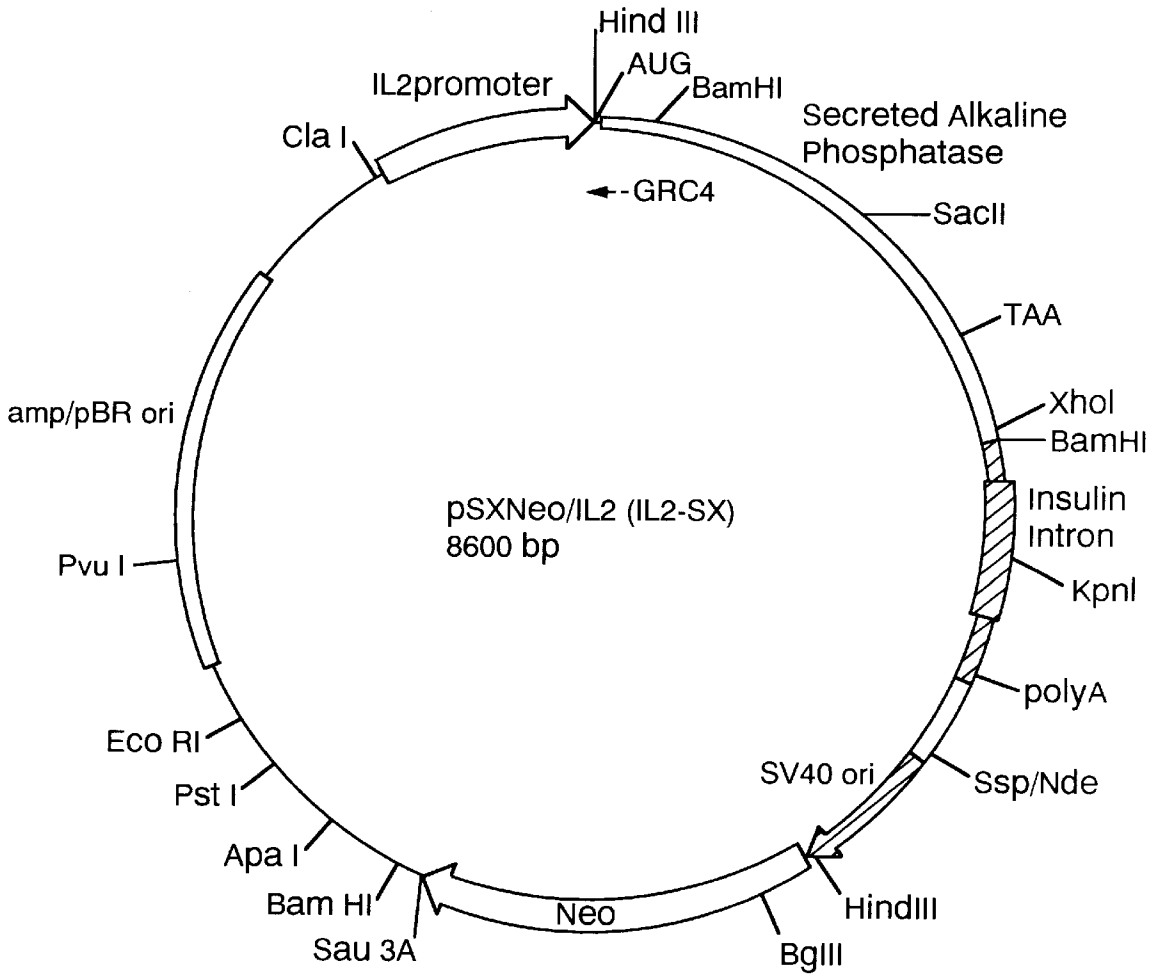 Hind III
AUG
BamHI
IL2promoter
Secreted Alkaline
Phosphatase
Cla I
GRC4
SacII
TAA
XhoI
BamHI
amp/pBR ori
pSXNeo/IL2 (IL2-SX)
8600 bp
Insulin
Intron
Pvu I
KpnI
polyA
Eco RI
SV40 ori
Ssp/Nde
Pst I
Apa I
Bam HI
HindIII
Neo
Sau 3A
BglII